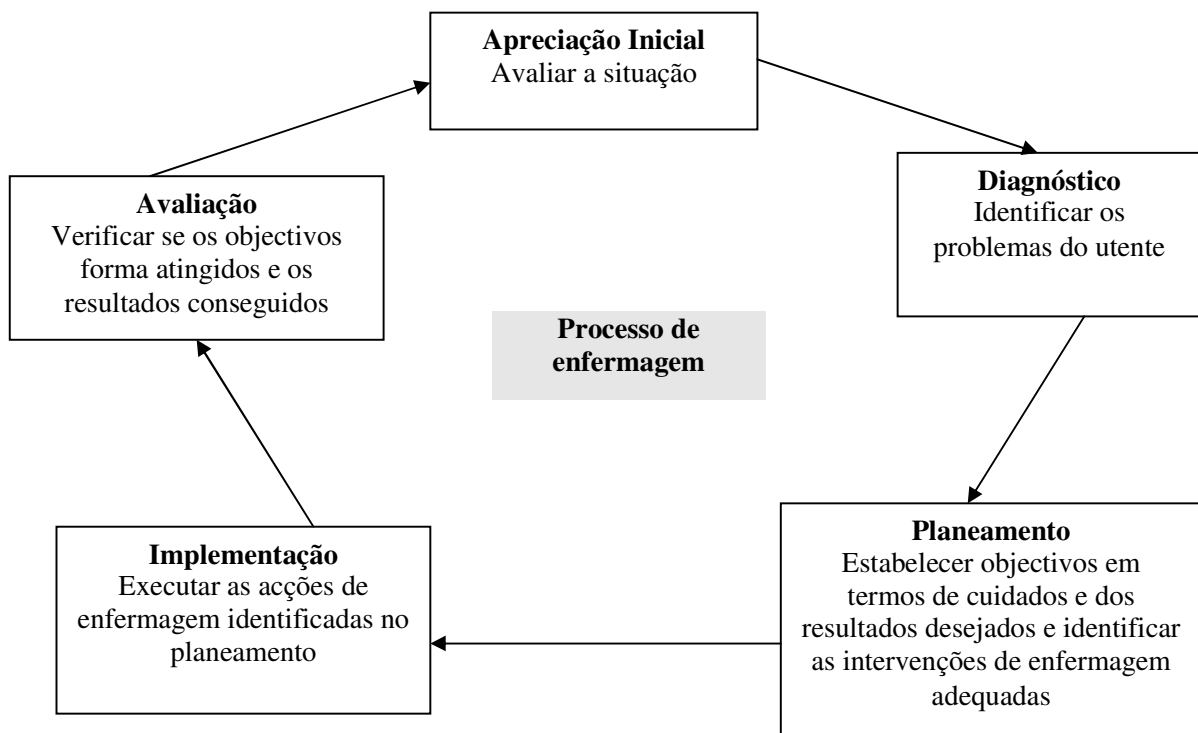 Apreciação Inicial
Avaliar a situação
Diagnóstico
Identificar os
problemas do utente
Planeamento
Estabelecer objectivos em
termos de cuidados e dos
resultados desejados e identificar
as intervenções de enfermagem
adequadas
Implementação
Executar as acções de
enfermagem identificadas no
planeamento
Avaliação
Verificar se os objectivos
forma atingidos e os
resultados conseguidos
Processo de
enfermagem